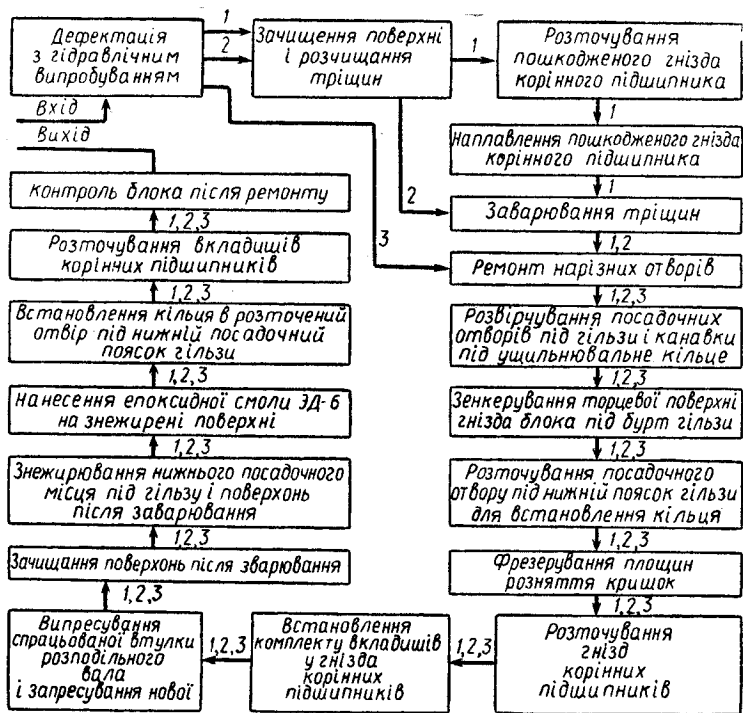 Дефектація
з гідравлічним
випробуванням
1
2
Зачищення поверхні
і розчищання
тріщин
1
Розточування
пошкодженого гнізда
корінного підшипника
Вхід
Вихід
1
Наплавлення пошкодженого гнізда
корінного підшипника
1
2
Заварювання тріщин
1,2
3
Ремонт нарізних отворів
1,2,3
Розвірчування посадочних
отворів під гільзи і канавки
під ущільнювальне кільце
1,2,3
Зенкерування торцевої поверхні
гнізда блока під бурт гільзи
1,2,3
Розточування посадочного
отвору під нижній поясок гільзи
для встановлення кільця
1,2,3
Фрезерування площин
розняття кришок
1,2,3
Розточування
гнізд
корінних
підшипників
1,2,3
Встановлення
комплекту вкладишів
у гнізда
корінних
підшипників
1,2,3
Випресування
спрацьованої втулки
розподільного
вала
і запресування нової
1,2,3
Зачищання поверхонь після зварювання
1,2,3
Знежирювання нижнього посадочного
місця під гільзу і поверхонь
після заварювання
1,2,3
Нанесення епоксидної смоли ЭД-6
на знежирені поверхні
1,2,3
Встановлення кільця в розточений
отвір під нижній посадочний
поясок гільзи
1,2,3
Розточування вкладишів
корінних підшипників
1,2,3
контроль блока після ремонту